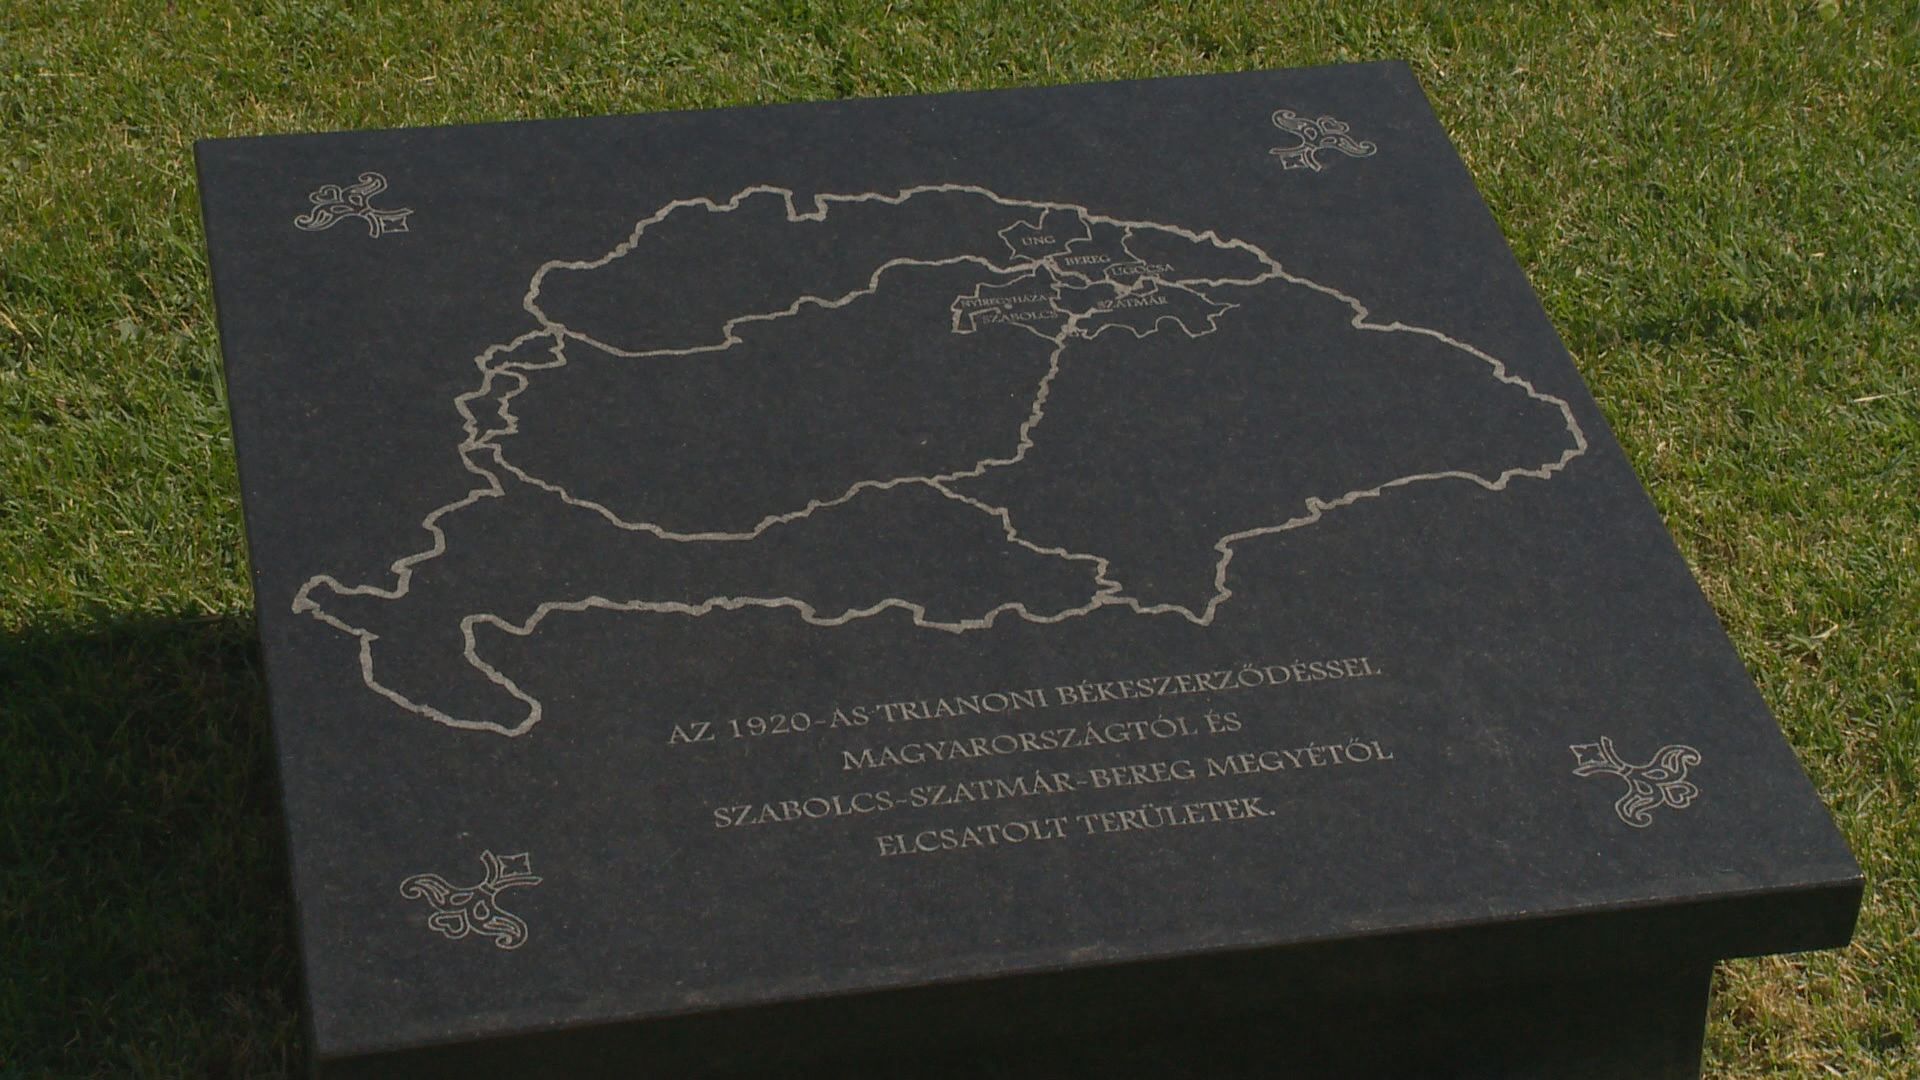 UNG
BEREG
UGOCSA
NYÍREGYHÁZA
SZATMÁR
SZABOLCS
AZ 1920-AS TRIANONI BÉKESZERZŐDÉSSEL
MAGYARORSZÁGTÓL ÉS
SZABOLCS-SZATMÁR-BEREG MEGYÉTŐL
ELCSATOLT TERÜLETEK.